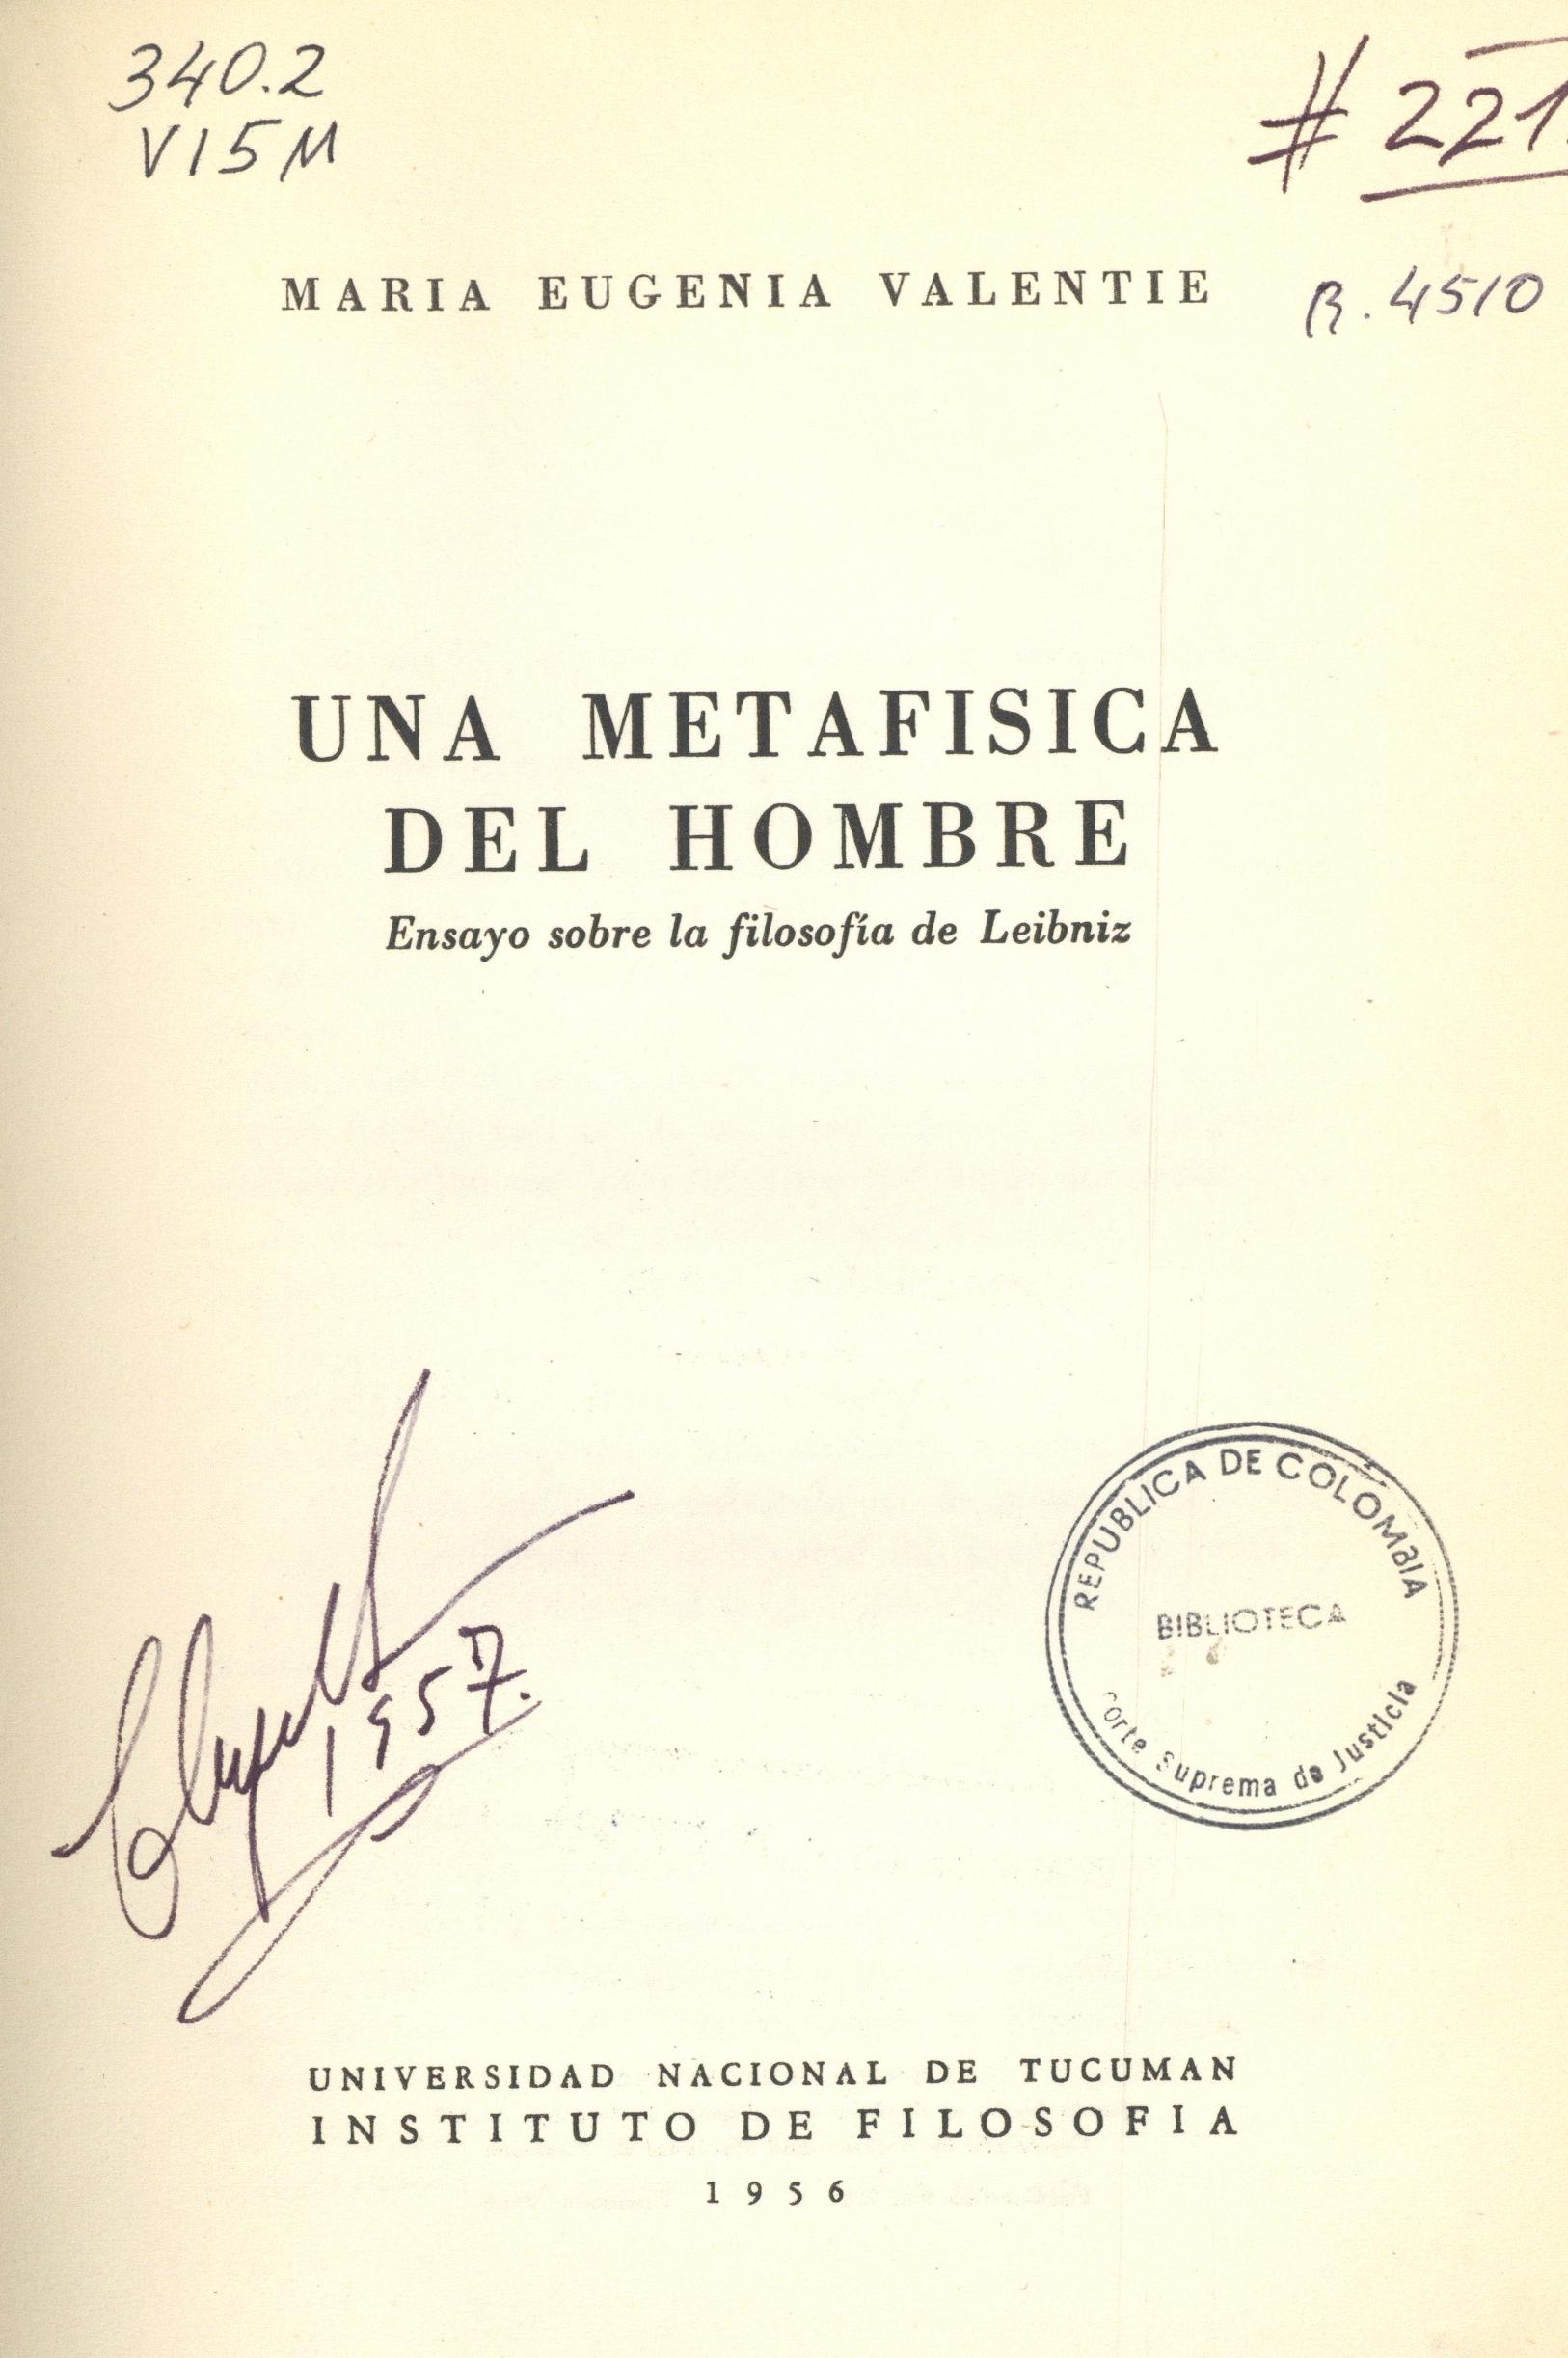 340.2
V15M
# 221
MARIA EUGENIA VALENTIE
R. 4510
UNA METAFISICA
DEL HOMBRE
Ensayo sobre la filosofía de Leibniz
1957.
REPUBLICA DE COLOMBIA
BIBLIOTECA
Corte Suprema de Justicia
UNIVERSIDAD NACIONAL DE TUCUMAN
INSTITUTO DE FILOSOFIA
1956